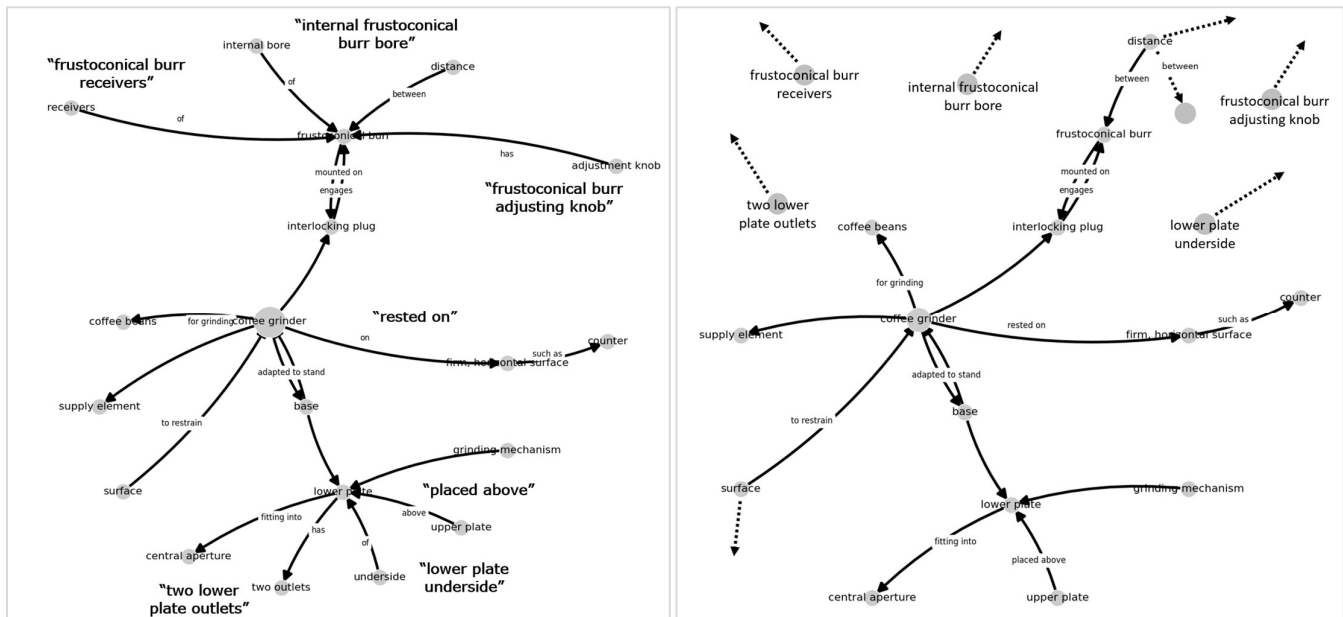 “internal frustoconical
burr bore”
internal bore
“frustoconical burr
receivers”
distance
of
between
receivers
of
frustoconical burr
has
adjustment knob
mounted on
engages
“frustoconical burr
adjusting knob”
interlocking plug
coffee beans
for grinding
coffee grinder
“rested on”
on
counter
such as
firm, horizontal surface
adapted to stand
supply element
base
to restrain
grinding mechanism
surface
lower plate
“placed above”
fitting into
has
above
upper plate
of
central aperture
“two lower
plate outlets”
two outlets
underside
“lower plate
underside”
distance
between
between
frustoconical burr
receivers
internal frustoconical
burr bore
frustoconical burr
adjusting knob
frustoconical burr
mounted on
engages
two lower
plate outlets
coffee beans
interlocking plug
lower plate
underside
for grinding
coffee grinder
counter
such as
rested on
supply element
firm, horizontal surface
adapted to stand
base
to restrain
surface
grinding mechanism
lower plate
fitting into
placed above
central aperture
upper plate